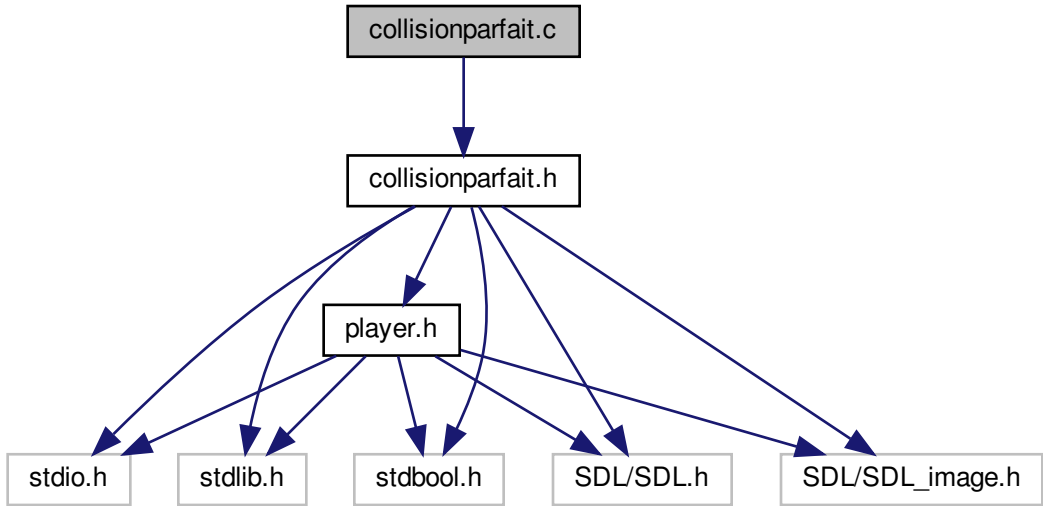 collisionparfait.c
collisionparfait.h
player.h
stdio.h
stdlib.h
stdbool.h
SDL/SDL.h
SDL/SDL_image.h